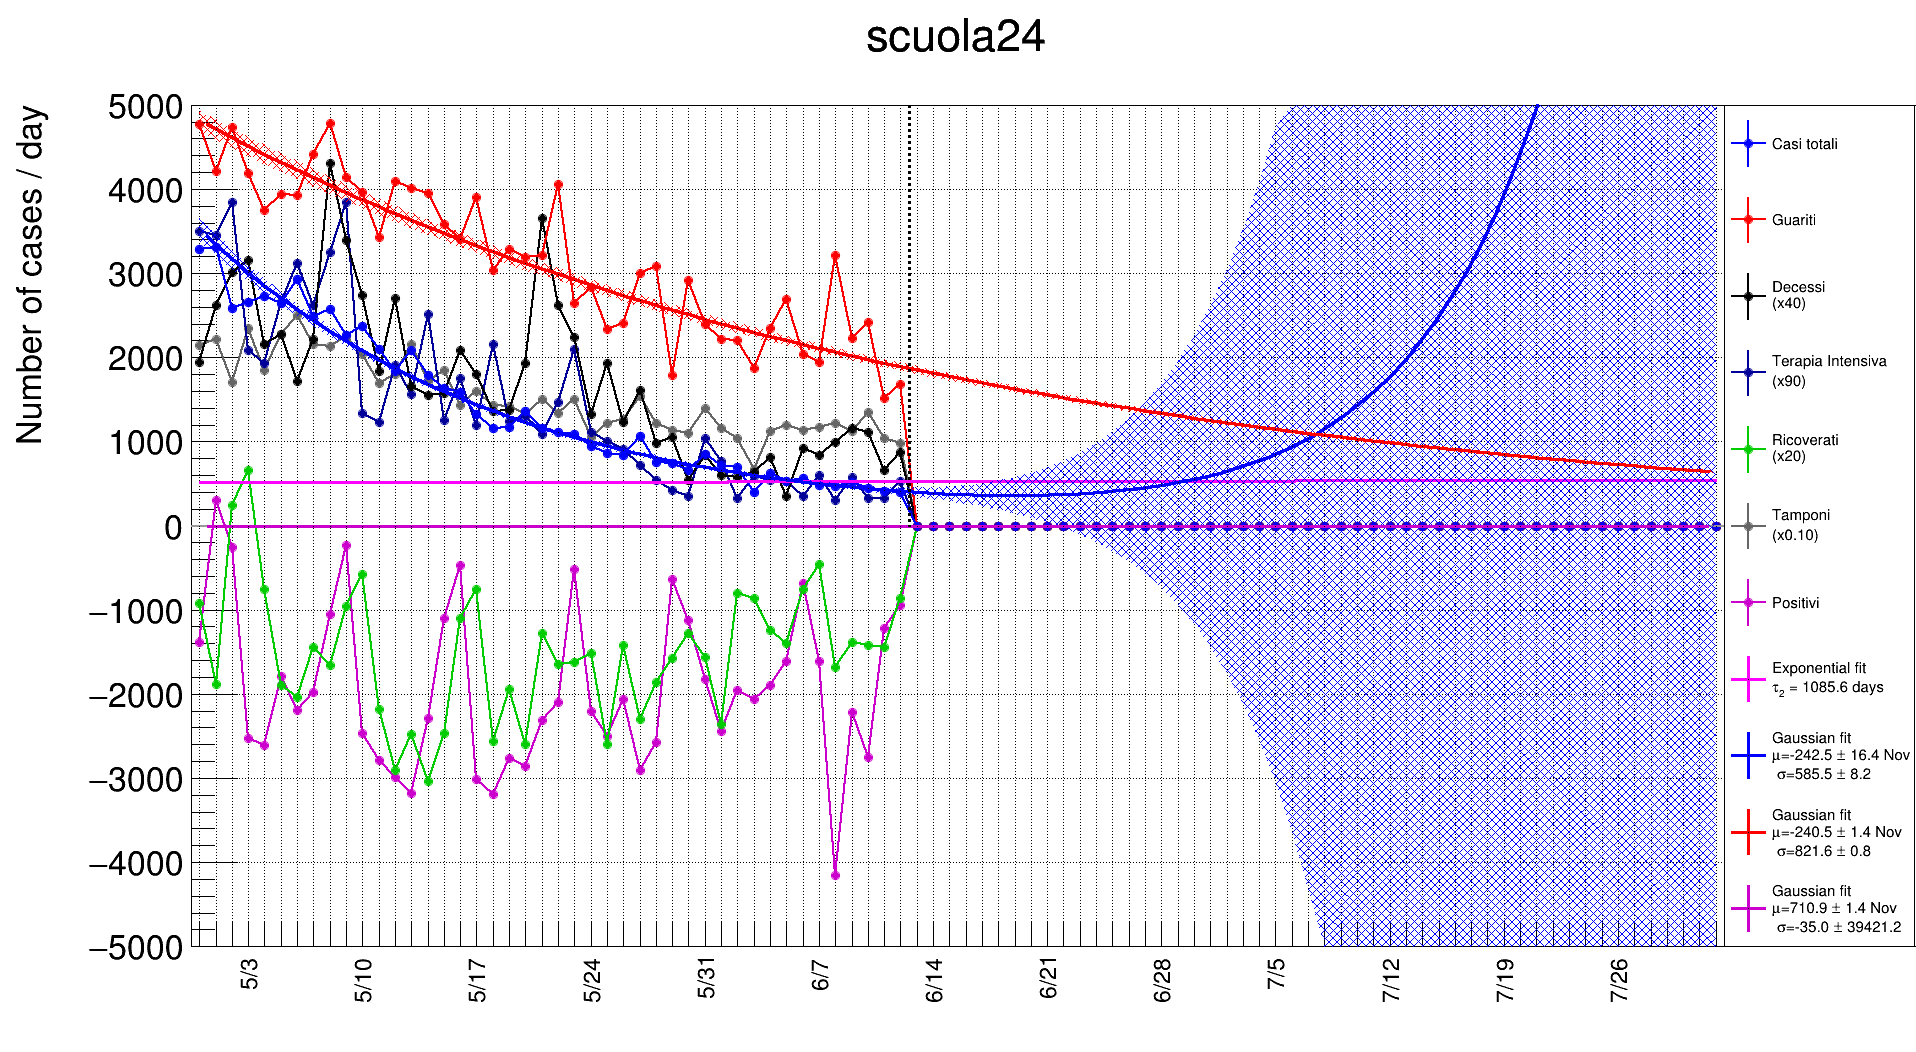 scuola24
Number of cases / day
5000
4000
3000
2000
1000
0
−1000
−2000
−3000
−4000
−5000
5/3
5/10
5/17
5/24
5/31
6/7
6/14
6/21
6/28
7/5
7/12
7/19
7/26
Casi totali
Guariti
Decessi
(x40)
Terapia Intensiva
(x90)
Ricoverati
(x20)
Tamponi
(x0.10)
Positivi
Exponential fit
τ2 = 1085.6 days
Gaussian fit
μ=-242.5 ± 16.4 Nov
σ=585.5 ± 8.2
Gaussian fit
μ=-240.5 ± 1.4 Nov
σ=821.6 ± 0.8
Gaussian fit
μ=710.9 ± 1.4 Nov
σ=-35.0 ± 39421.2